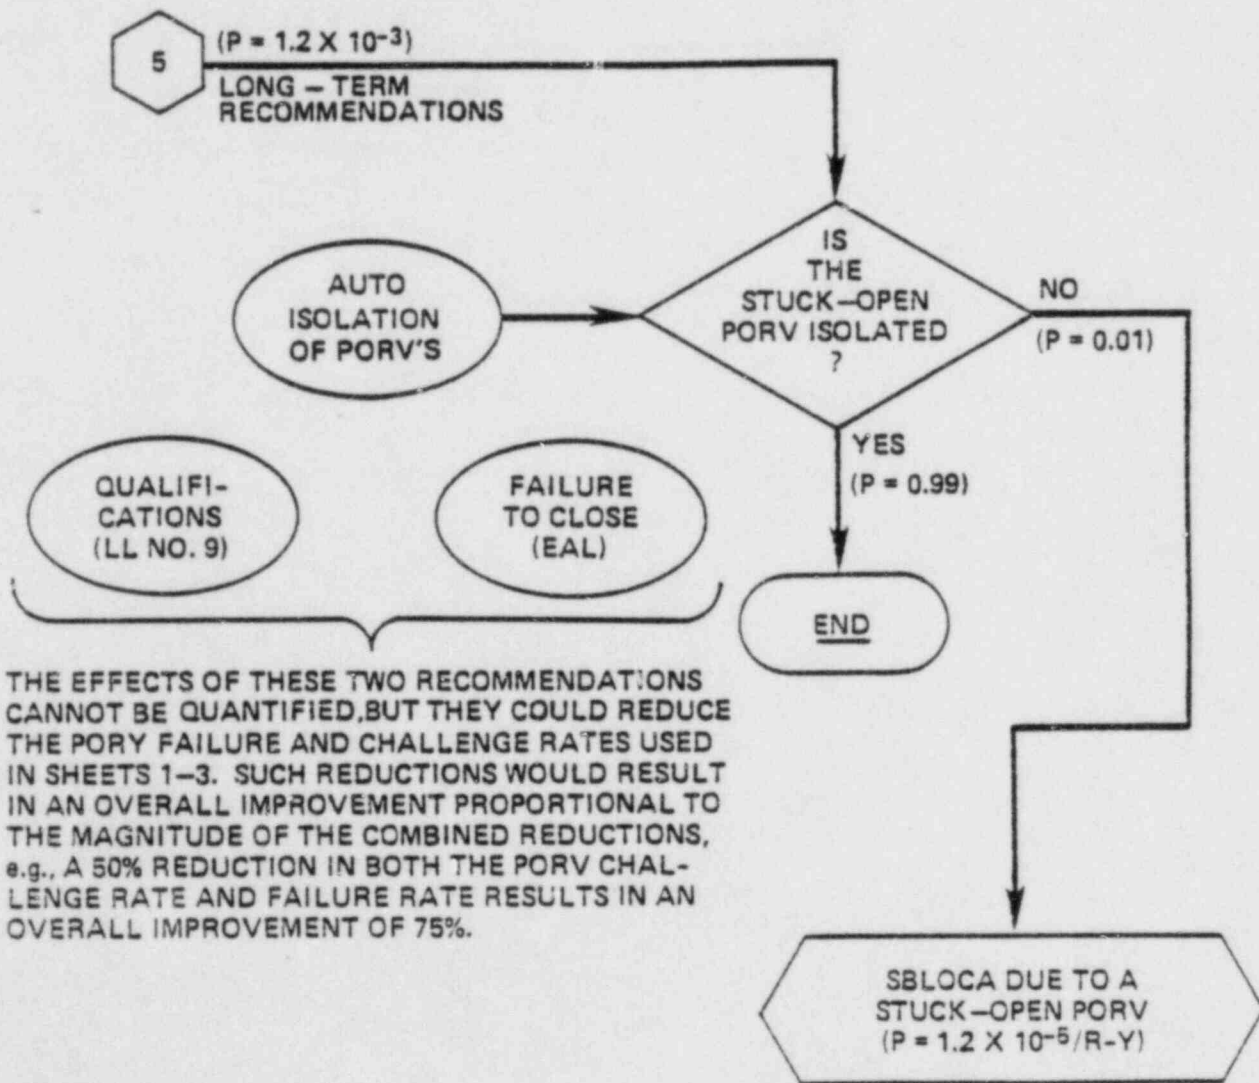 5
(P = 1.2 X 10⁻³)
LONG – TERM
RECOMMENDATIONS
IS
THE
STUCK–OPEN
PORV ISOLATED
?
AUTO
ISOLATION
OF PORV'S
NO
(P = 0.01)
YES
(P = 0.99)
END
QUALIFI-
CATIONS
(LL NO. 9)
FAILURE
TO CLOSE
(EAL)
THE EFFECTS OF THESE TWO RECOMMENDATIONS
CANNOT BE QUANTIFIED, BUT THEY COULD REDUCE
THE PORV FAILURE AND CHALLENGE RATES USED
IN SHEETS 1–3. SUCH REDUCTIONS WOULD RESULT
IN AN OVERALL IMPROVEMENT PROPORTIONAL TO
THE MAGNITUDE OF THE COMBINED REDUCTIONS,
e.g., A 50% REDUCTION IN BOTH THE PORV CHAL-
LENGE RATE AND FAILURE RATE RESULTS IN AN
OVERALL IMPROVEMENT OF 75%.
SBLOCA DUE TO A
STUCK–OPEN PORV
(P = 1.2 X 10⁻⁵/R-Y)